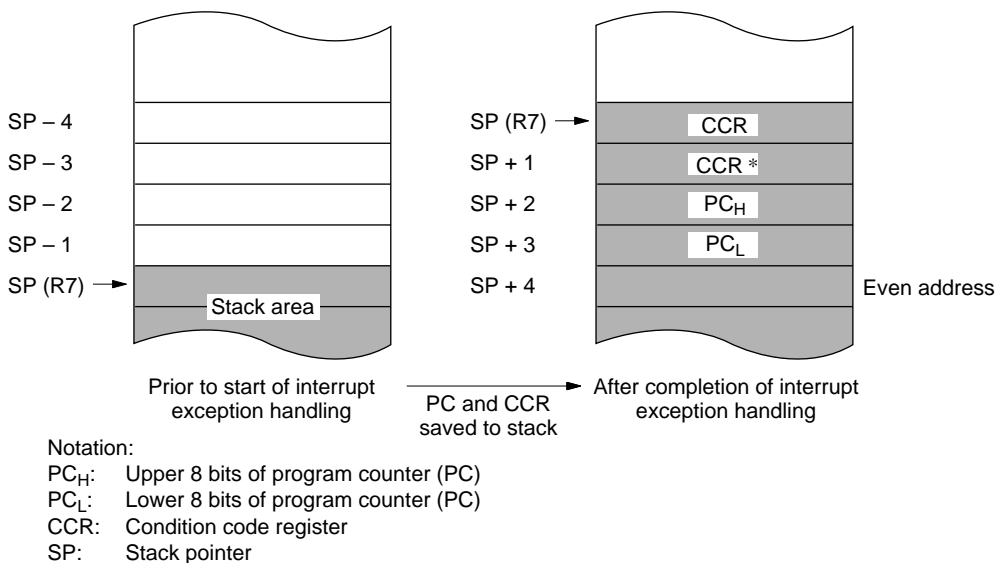 SP – 4
SP – 3
SP – 2
SP – 1
SP (R7)
Stack area
SP (R7)
SP + 1
SP + 2
SP + 3
SP + 4
CCR
CCR *
PCH
PCL
Even address
Prior to start of interrupt
exception handling
PC and CCR
saved to stack
After completion of interrupt
exception handling
Notation:
PCH: Upper 8 bits of program counter (PC)
PCL: Lower 8 bits of program counter (PC)
CCR: Condition code register
SP: Stack pointer